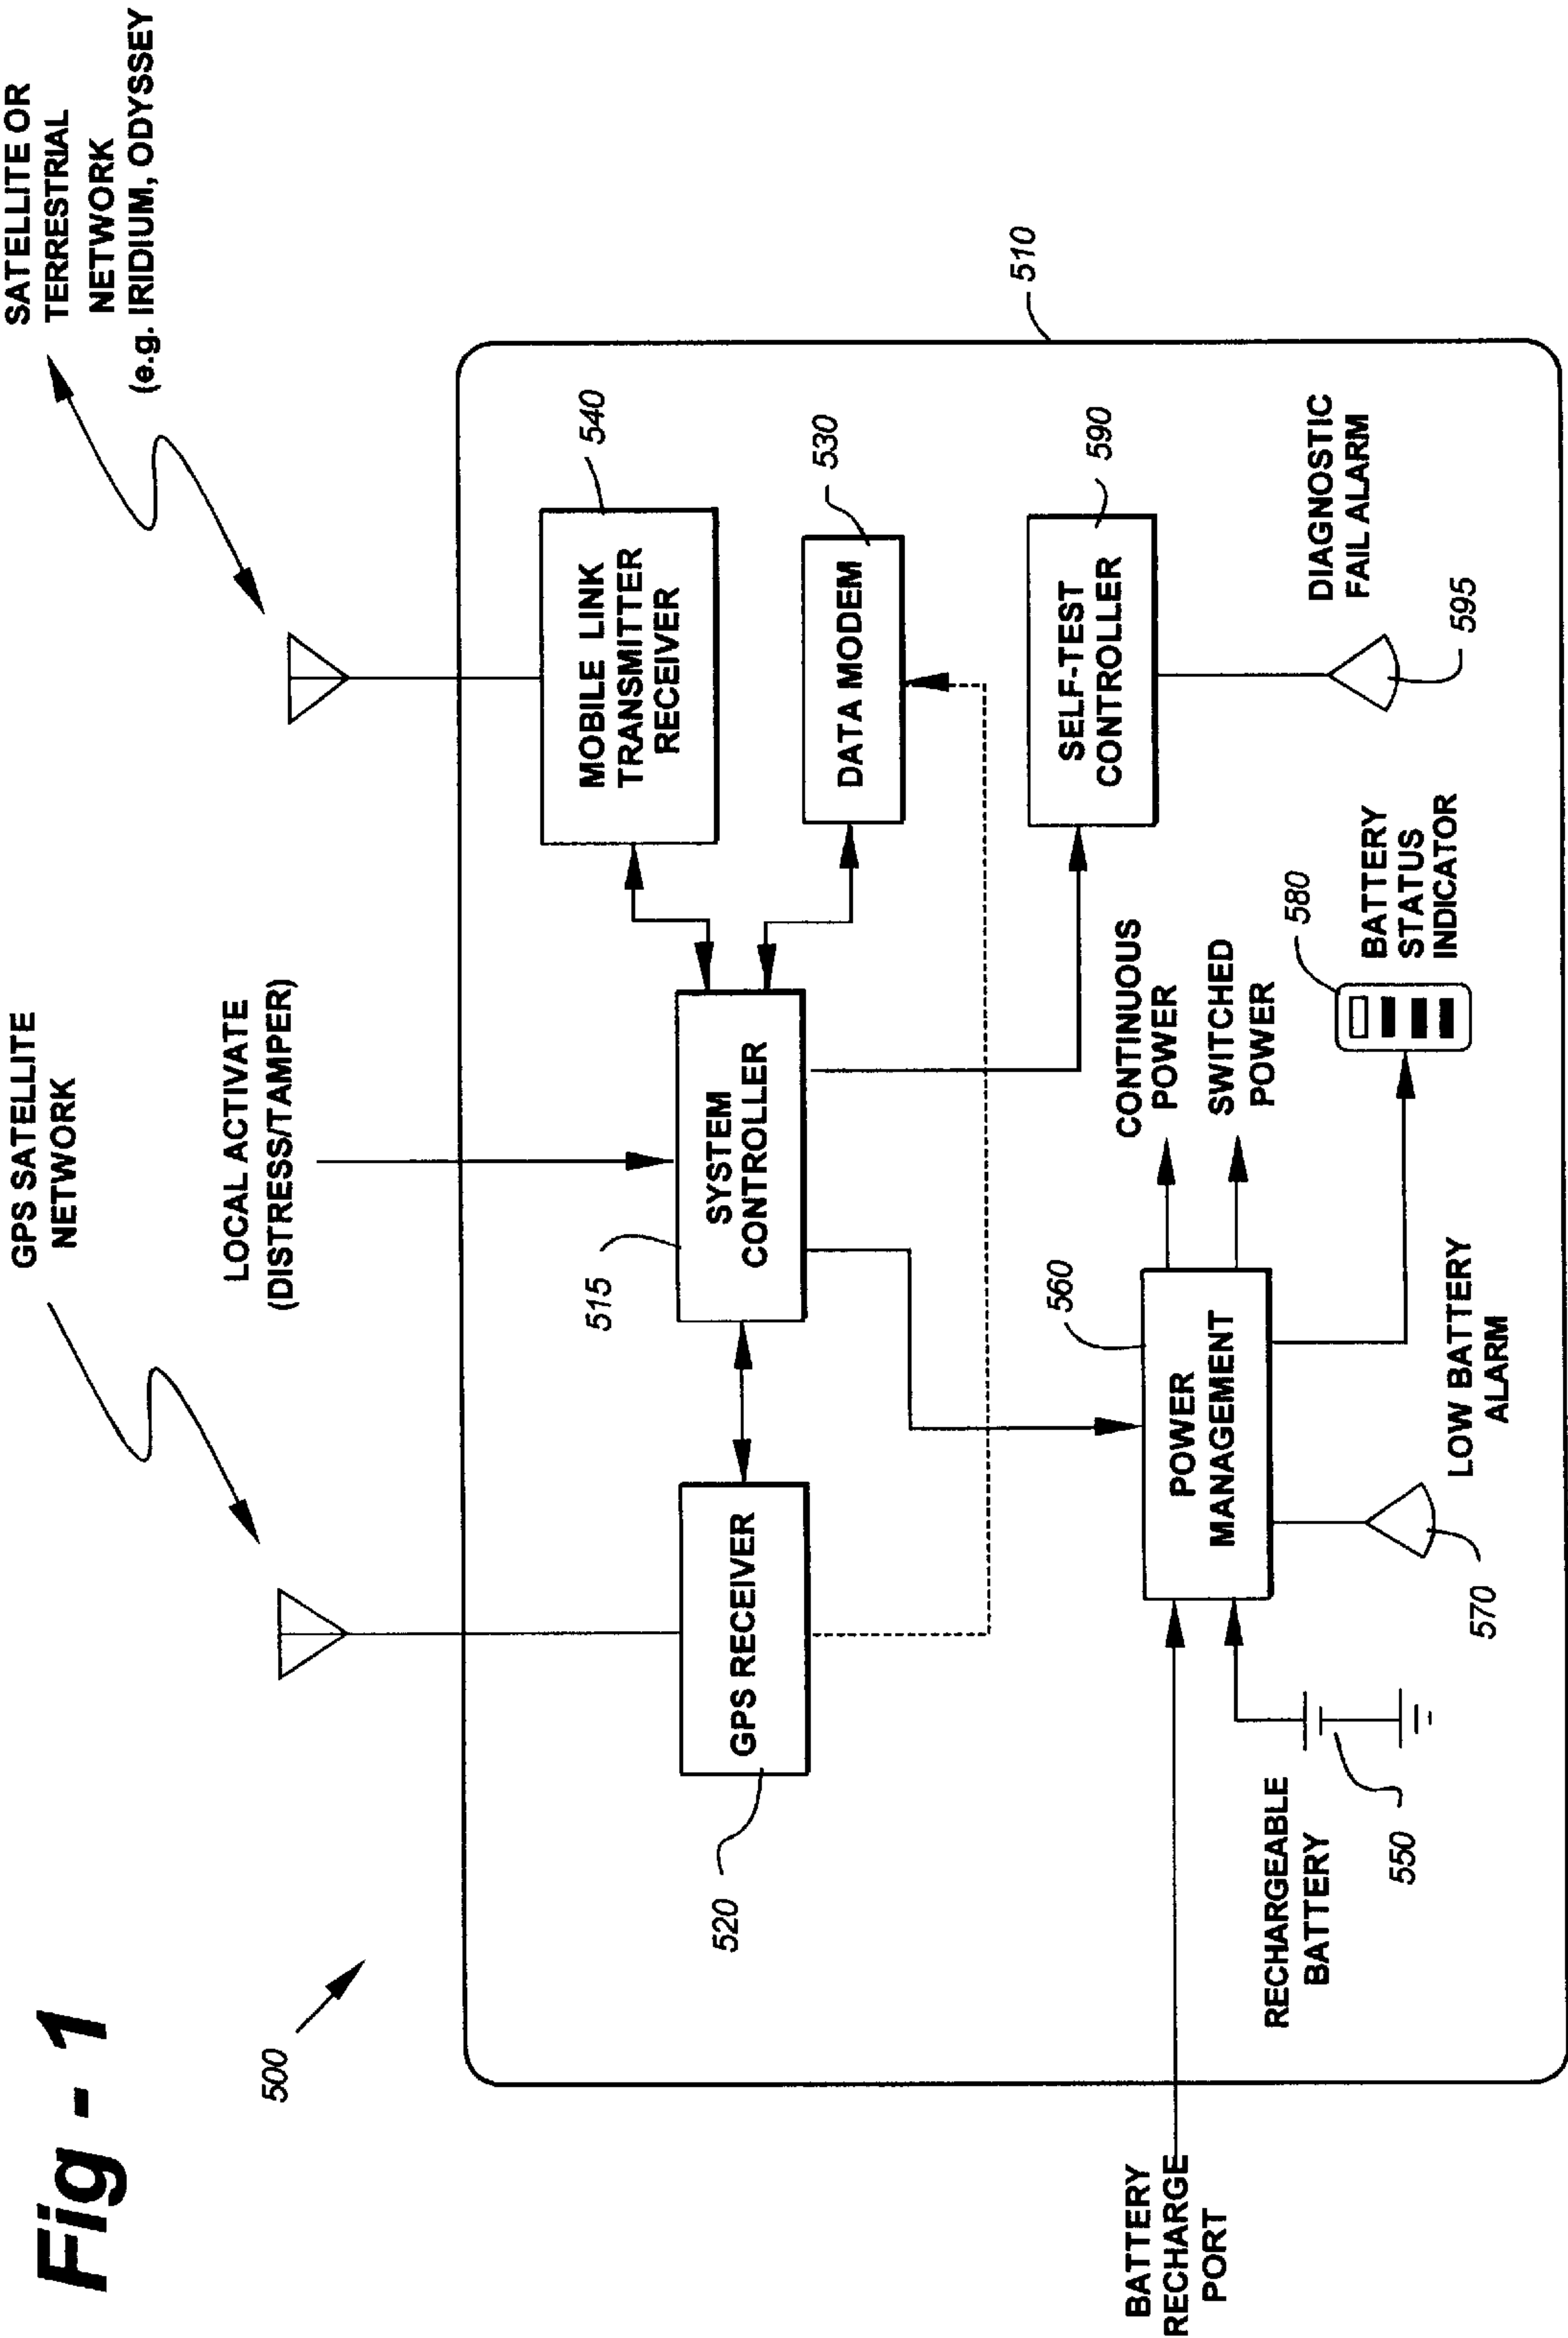 Fig - 1
500
GPS SATELLITE
NETWORK
LOCAL ACTIVATE
(DISTRESS/TAMPER)
SATELLITE OR
TERRESTRIAL
NETWORK
(e.g. IRIDIUM, ODYSSEY
510
520
GPS RECEIVER
515
SYSTEM
CONTROLLER
MOBILE LINK
TRANSMITTER
RECEIVER
540
DATA MODEM
530
SELF-TEST
CONTROLLER
590
DIAGNOSTIC
FAIL ALARM
595
BATTERY
RECHARGE
PORT
RECHARGEABLE
BATTERY
550
POWER
MANAGEMENT
560
CONTINUOUS
POWER
SWITCHED
POWER
570
LOW BATTERY
ALARM
580
BATTERY
STATUS
INDICATOR